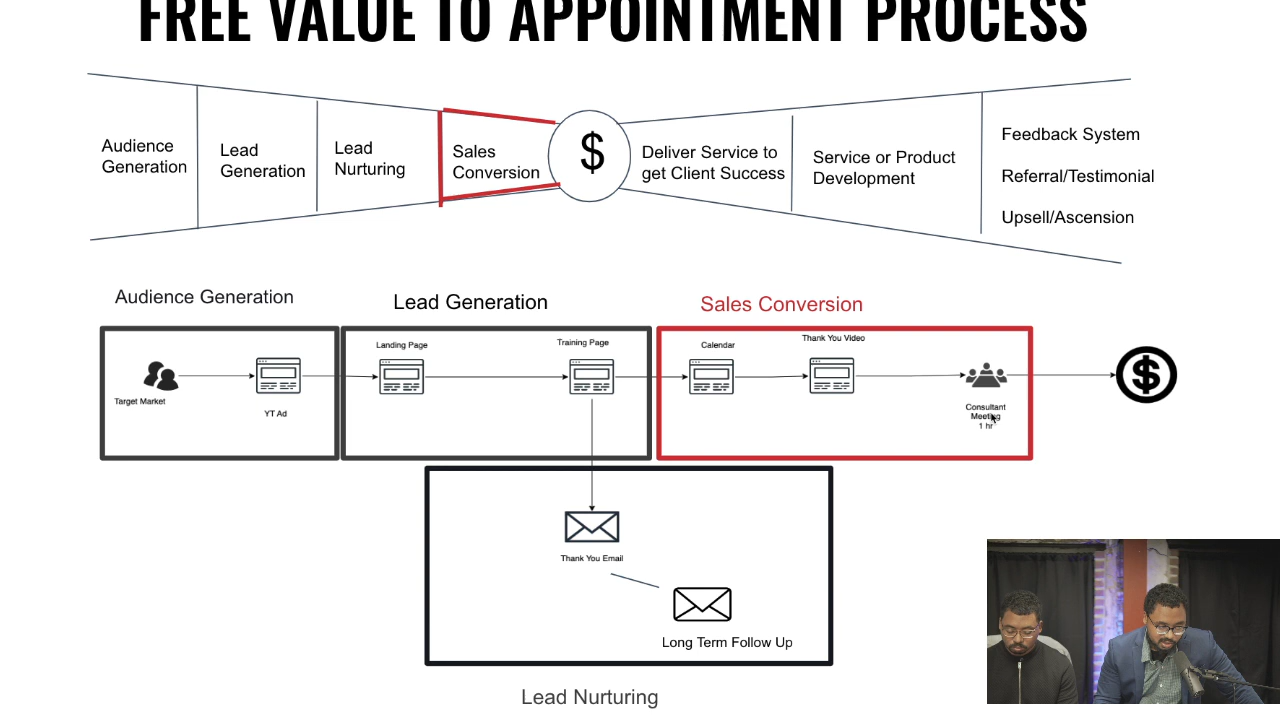 FREE VALUE TO APPOINTMENT PROCESS
Audience
Generation
Lead
Generation
Lead
Nurturing
Sales
Conversion
$
Deliver Service to
get Client Success
Service or Product
Development
Feedback System
Referral/Testimonial
Upsell/Ascension
Audience Generation
Lead Generation
Sales Conversion
Target Market
YT Ad
Landing Page
Training Page
Calendar
Thank You Video
Consultant
Meeting
1 hr
$
Thank You Email
Long Term Follow Up
Lead Nurturing